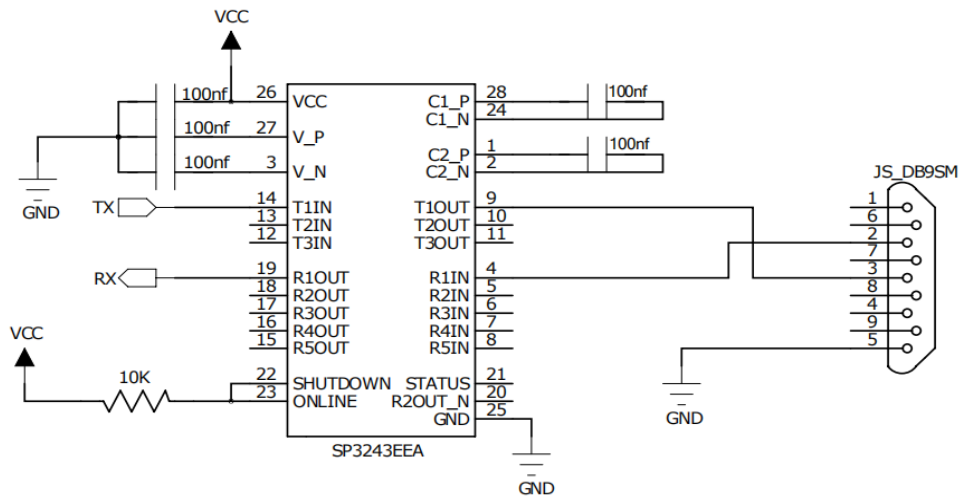 VCC
100nf 26 VCC C1_P 28 100nf
C1_N 24
100nf 27 V_P
C2_P 1 100nf
100nf 3 V_N C2_N 2
JS_DB9SM
GND
TX 14 T1IN T1OUT 9 1
13 T2IN T2OUT 10 6
12 T3IN T3OUT 11 2
7
RX 19 R1OUT R1IN 4 3
18 R2OUT R2IN 5 8
17 R3OUT R3IN 6 4
16 R4OUT R4IN 7 9
15 R5OUT R5IN 8 5
VCC
10K 22 SHUTDOWN STATUS 21
23 ONLINE R2OUT_N 20
GND 25
GND
SP3243EEA
GND